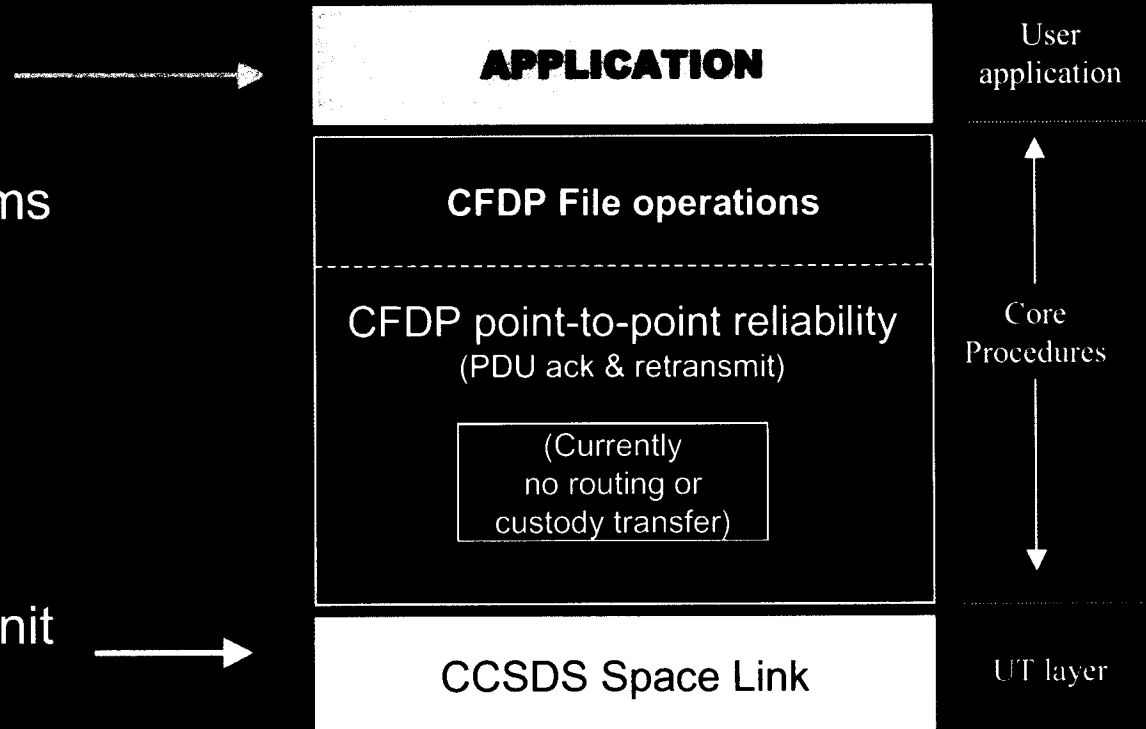 APPLICATION
User
application
ms
CFDP File operations
CFDP point-to-point reliability
(PDU ack & retransmit)
Core
Procedures
(Currently
no routing or
custody transfer)
nit
CCSDS Space Link
UT layer